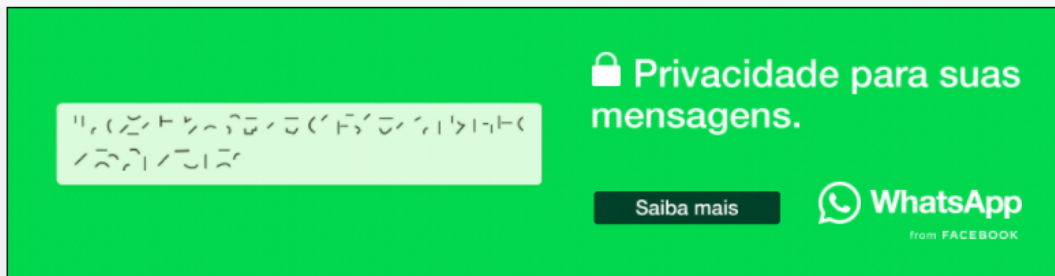 Privacidade para suas
mensagens.
Saiba mais
WhatsApp
from FACEBOOK